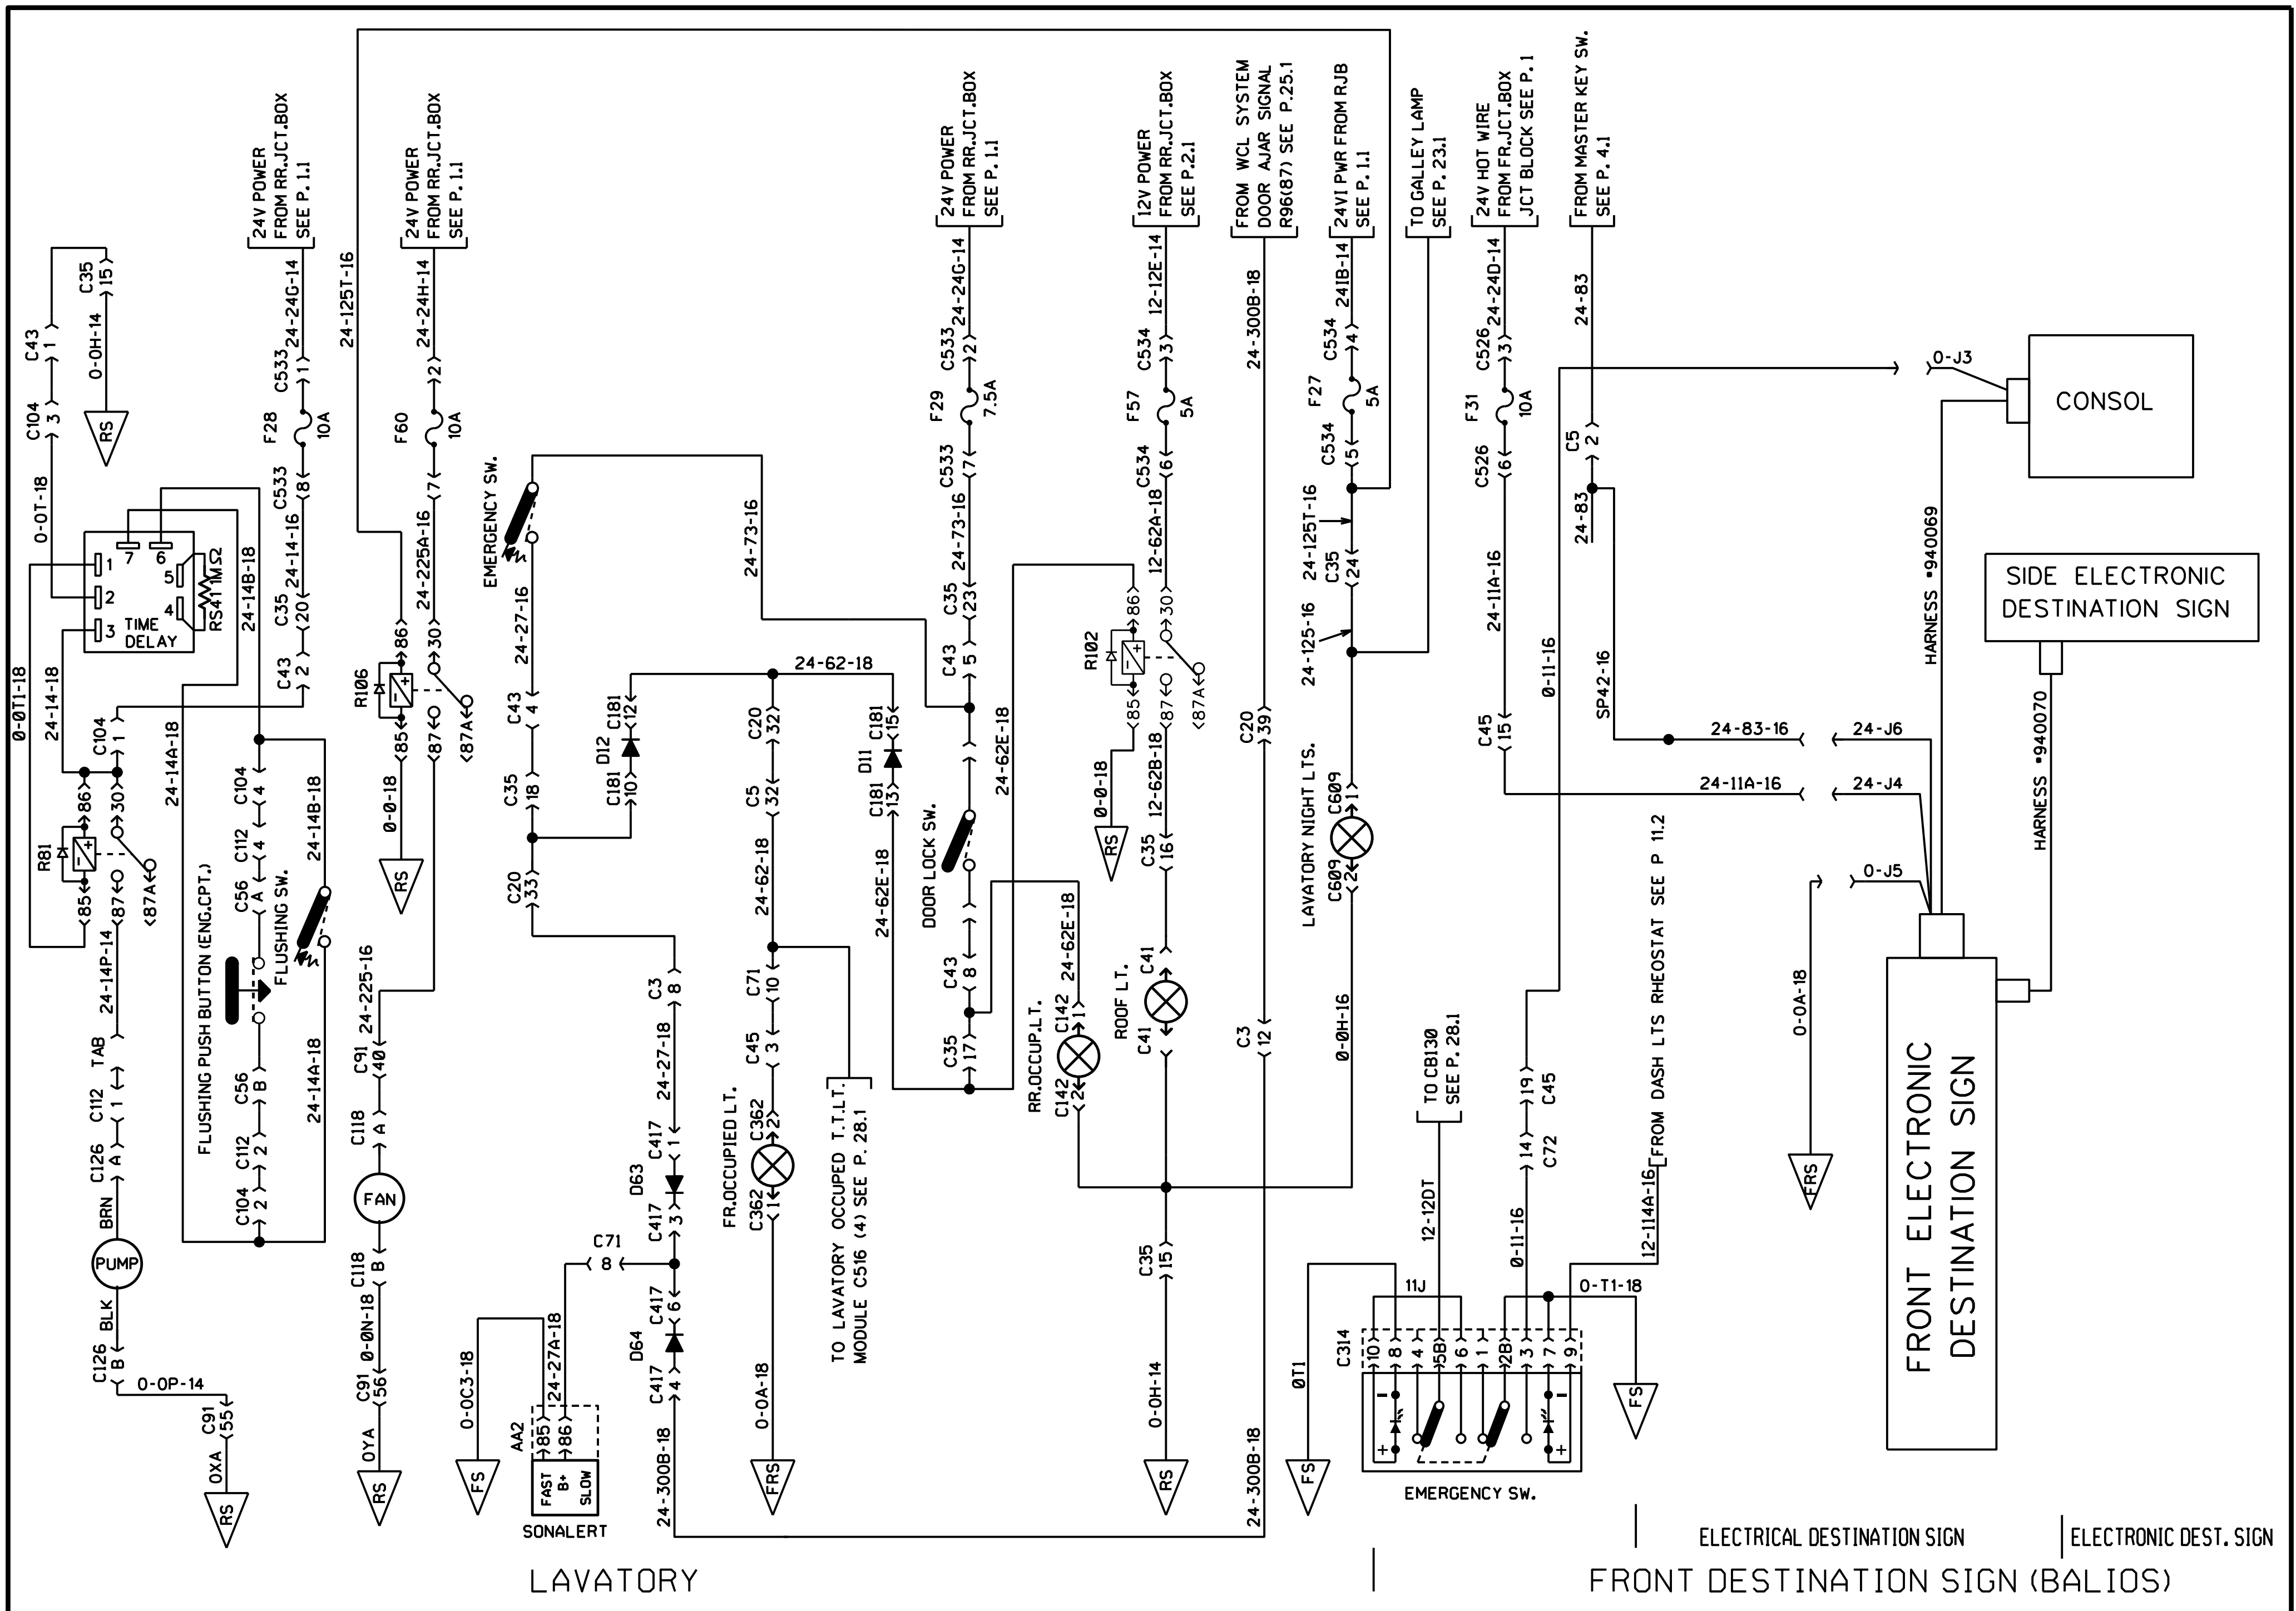 24V POWER
FROM RR.JCT.BOX
SEE P. 1.1
24V POWER
FROM RR.JCT.BOX
SEE P. 1.1
24V POWER
FROM RR.JCT.BOX
SEE P. 1.1
12V POWER
FROM RR.JCT.BOX
SEE P.2.1
FROM WCL SYSTEM
DOOR AJAR SIGNAL
R96(87) SEE P.25.1
24VI PWR FROM RJB
SEE P. 1.1
TO GALLEY LAMP
SEE P. 23.1
24V HOT WIRE
FROM FR.JCT.BOX
JCT BLOCK SEE P. 1
FROM MASTER KEY SW.
SEE P. 4.1
C43
1
C35
15
0-0H-14
RS
C104
3
0-0T-18
24-24G-14
C533
1
F28
10A
C533
8
24-14-16
C35
20
C43
2
24-125T-16
24-24H-14
2
F60
10A
7
24-225A-16
1
2
3
7
6
5
4
TIME
DELAY
RS41 1MΩ
24-14B-18
0-0T1-18
24-14-18
C104
1
24-14A-18
R81
86
30
85
87
87A
24-14P-14
TAB
C112
1
C126
A
BRN
PUMP
BLK
C126
B
0-0P-14
C91
55
0XA
RS
FLUSHING PUSH BUTTON (ENG.CPT.)
C104
4
C112
4
C56
A
FLUSHING SW.
24-14B-18
C56
B
C112
2
C104
2
24-14A-18
R106
86
30
85
87
87A
0-0-18
RS
24-225-16
C91
40
C118
A
FAN
C118
B
0-0N-18
C91
56
0YA
RS
EMERGENCY SW.
24-27-16
C43
4
C35
18
C20
33
24-73-16
24-62-18
C181
12
D12
C181
10
C20
32
C5
32
24-62-18
C181
15
D11
C181
13
24-62E-18
C3
8
24-27-18
C417
1
D63
C417
3
C71
8
C417
6
D64
C417
4
24-300B-18
24-27A-18
0-0C3-18
FS
AA2
85
86
FAST
B+
SLOW
SONALERT
C71
10
C45
3
FR.OCCUPIED LT.
C362
2
C362
1
0-0A-18
FRS
TO LAVATORY OCCUPED T.T.LT.
MODULE C516 (4) SEE P. 28.1
24-24G-14
C533
2
F29
7.5A
C533
7
24-73-16
C35
23
C43
5
DOOR LOCK SW.
C43
8
C35
17
24-62E-18
24-62E-18
RR.OCCUP.LT.
C142
1
C142
2
12-12E-14
C534
3
F57
5A
C534
6
12-62A-18
R102
86
30
85
87
87A
0-0-18
RS
12-62B-18
C35
16
ROOF LT.
C41
C41
C35
15
0-0H-14
RS
24-300B-18
C20
39
C3
12
24-300B-18
24IB-14
C534
4
F27
5A
C534
5
24-125T-16
C35
24
24-125-16
LAVATORY NIGHT LTS.
C609
1
C609
2
0-0H-16
24-24D-14
C526
3
F31
10A
C526
6
24-11A-16
C45
15
0-11-16
24-83
C5
2
24-83
SP42-16
24-83-16
24-J6
24-11A-16
24-J4
0-J5
0-0A-18
FRS
0-J3
CONSOL
HARNESS *940069
SIDE ELECTRONIC
DESTINATION SIGN
HARNESS *940070
FRONT ELECTRONIC
DESTINATION SIGN
TO CB130
SEE P. 28.1
12-12DT
19
C45
14
C72
0-11-16
FROM DASH LTS RHEOSTAT SEE P 11.2
12-114A-16
11J
0-T1-18
0T1
FS
C314
10
8
4
5B
6
1
2B
3
7
9
- + - +
FS
EMERGENCY SW.
ELECTRICAL DESTINATION SIGN
ELECTRONIC DEST. SIGN
LAVATORY
FRONT DESTINATION SIGN (BALIOS)